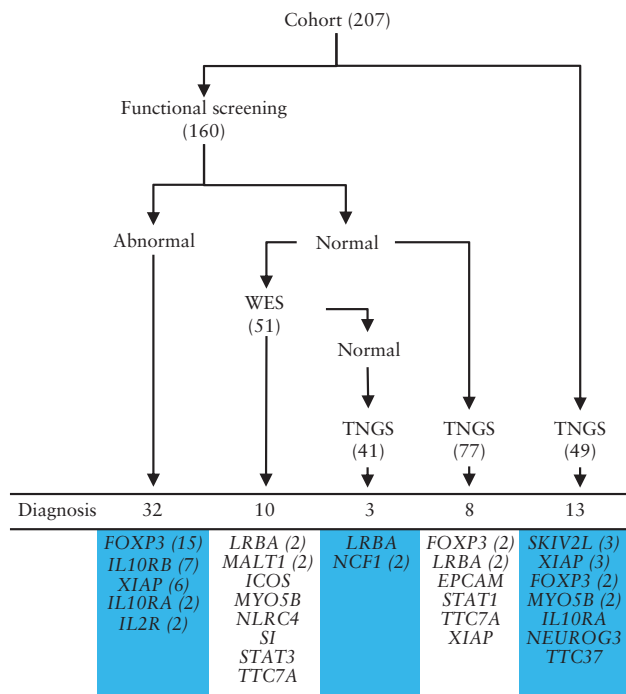 Cohort (207)
Functional screening
(160)
Abnormal
Normal
WES
(51)
Normal
TNGS
(41)
TNGS
(77)
TNGS
(49)
Diagnosis 32 10 3 8 13
FOXP3 (15)
IL10RB (7)
XIAP (6)
IL10RA (2)
IL2R (2)
LRBA (2)
MALT1 (2)
ICOS
MYO5B
NLRC4
SI
STAT3
TTC7A
LRBA
NCF1 (2)
FOXP3 (2)
LRBA (2)
EPCAM
STAT1
TTC7A
XIAP
SKIV2L (3)
XIAP (3)
FOXP3 (2)
MYO5B (2)
IL10RA
NEUROG3
TTC37